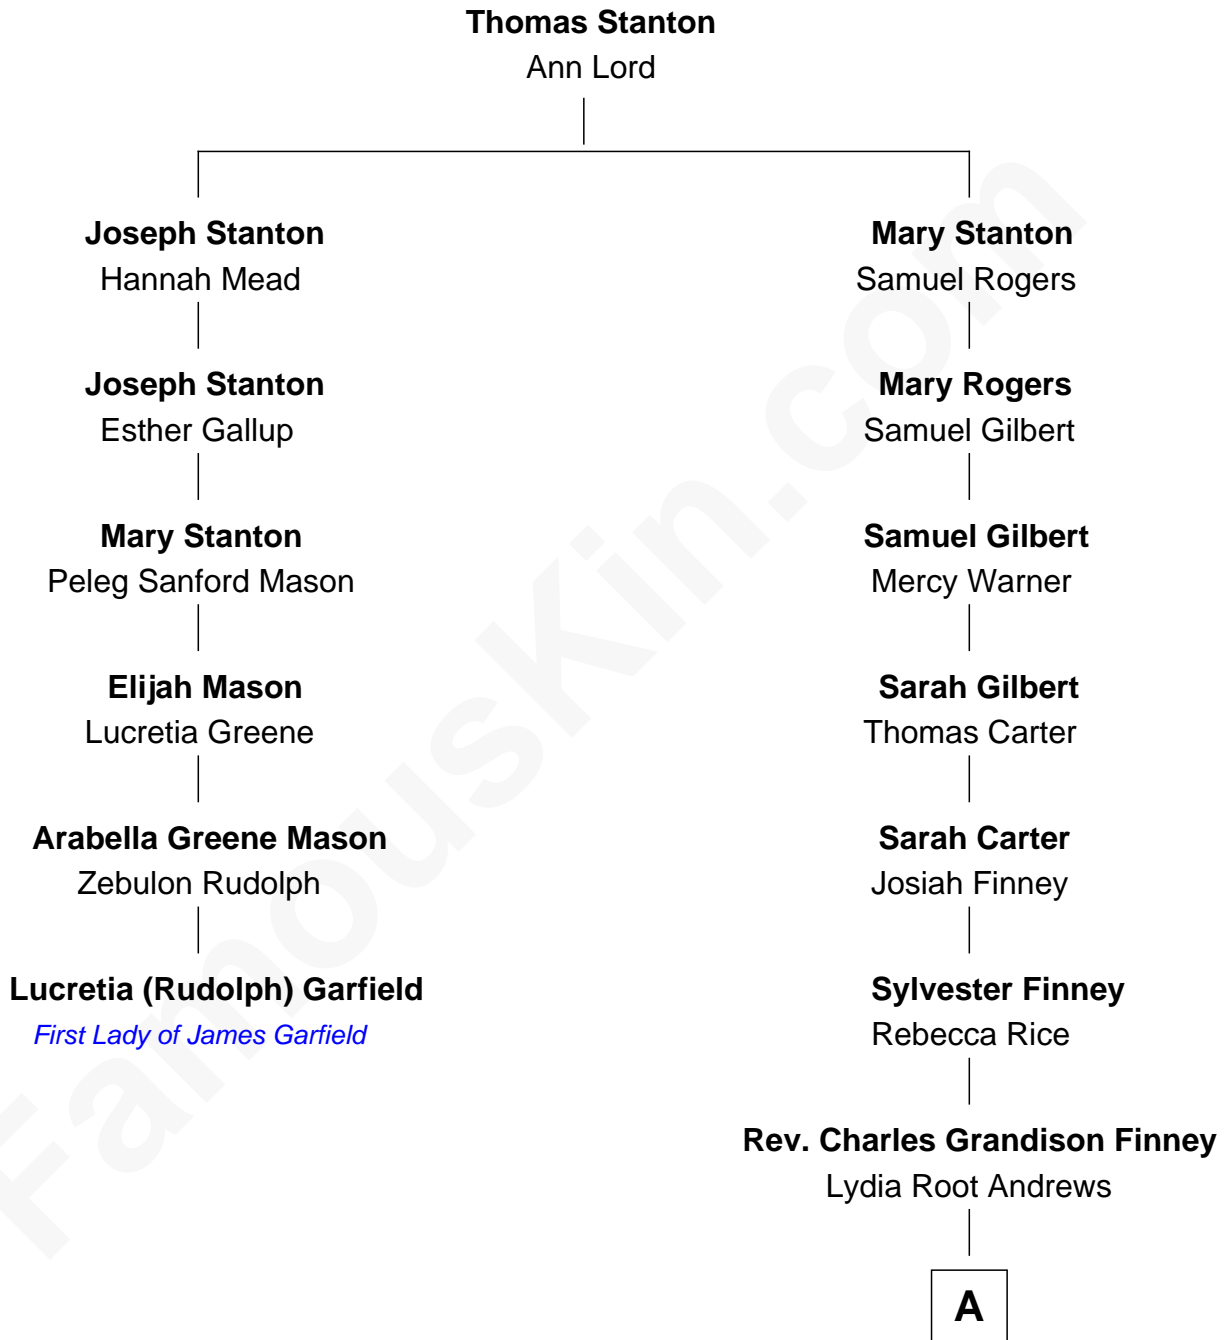 Thomas Stanton
Ann Lord
Joseph Stanton
Hannah Mead
Joseph Stanton
Esther Gallup
Mary Stanton
Peleg Sanford Mason
Elijah Mason
Lucretia Greene
Arabella Greene Mason
Zebulon Rudolph
Lucretia (Rudolph) Garfield
First Lady of James Garfield
Mary Stanton
Samuel Rogers
Mary Rogers
Samuel Gilbert
Samuel Gilbert
Mercy Warner
Sarah Gilbert
Thomas Carter
Sarah Carter
Josiah Finney
Sylvester Finney
Rebecca Rice
Rev. Charles Grandison Finney
Lydia Root Andrews
A
FamousKin.com